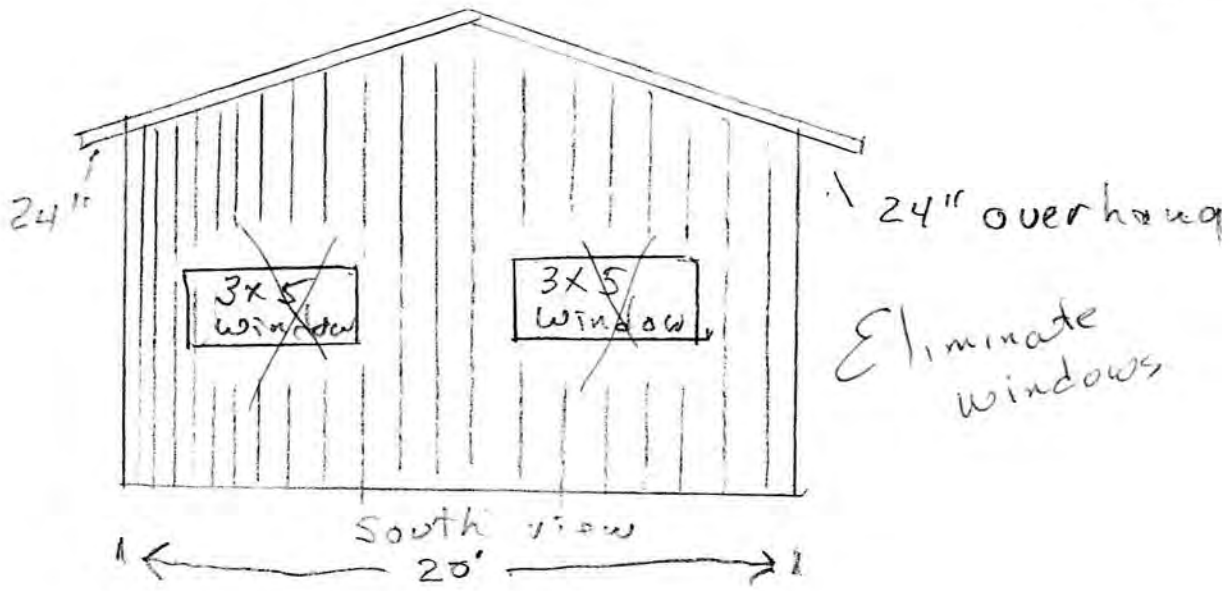 24"
24" overhang
3x5
window
3x5
window
Eliminate
windows
South view
20'